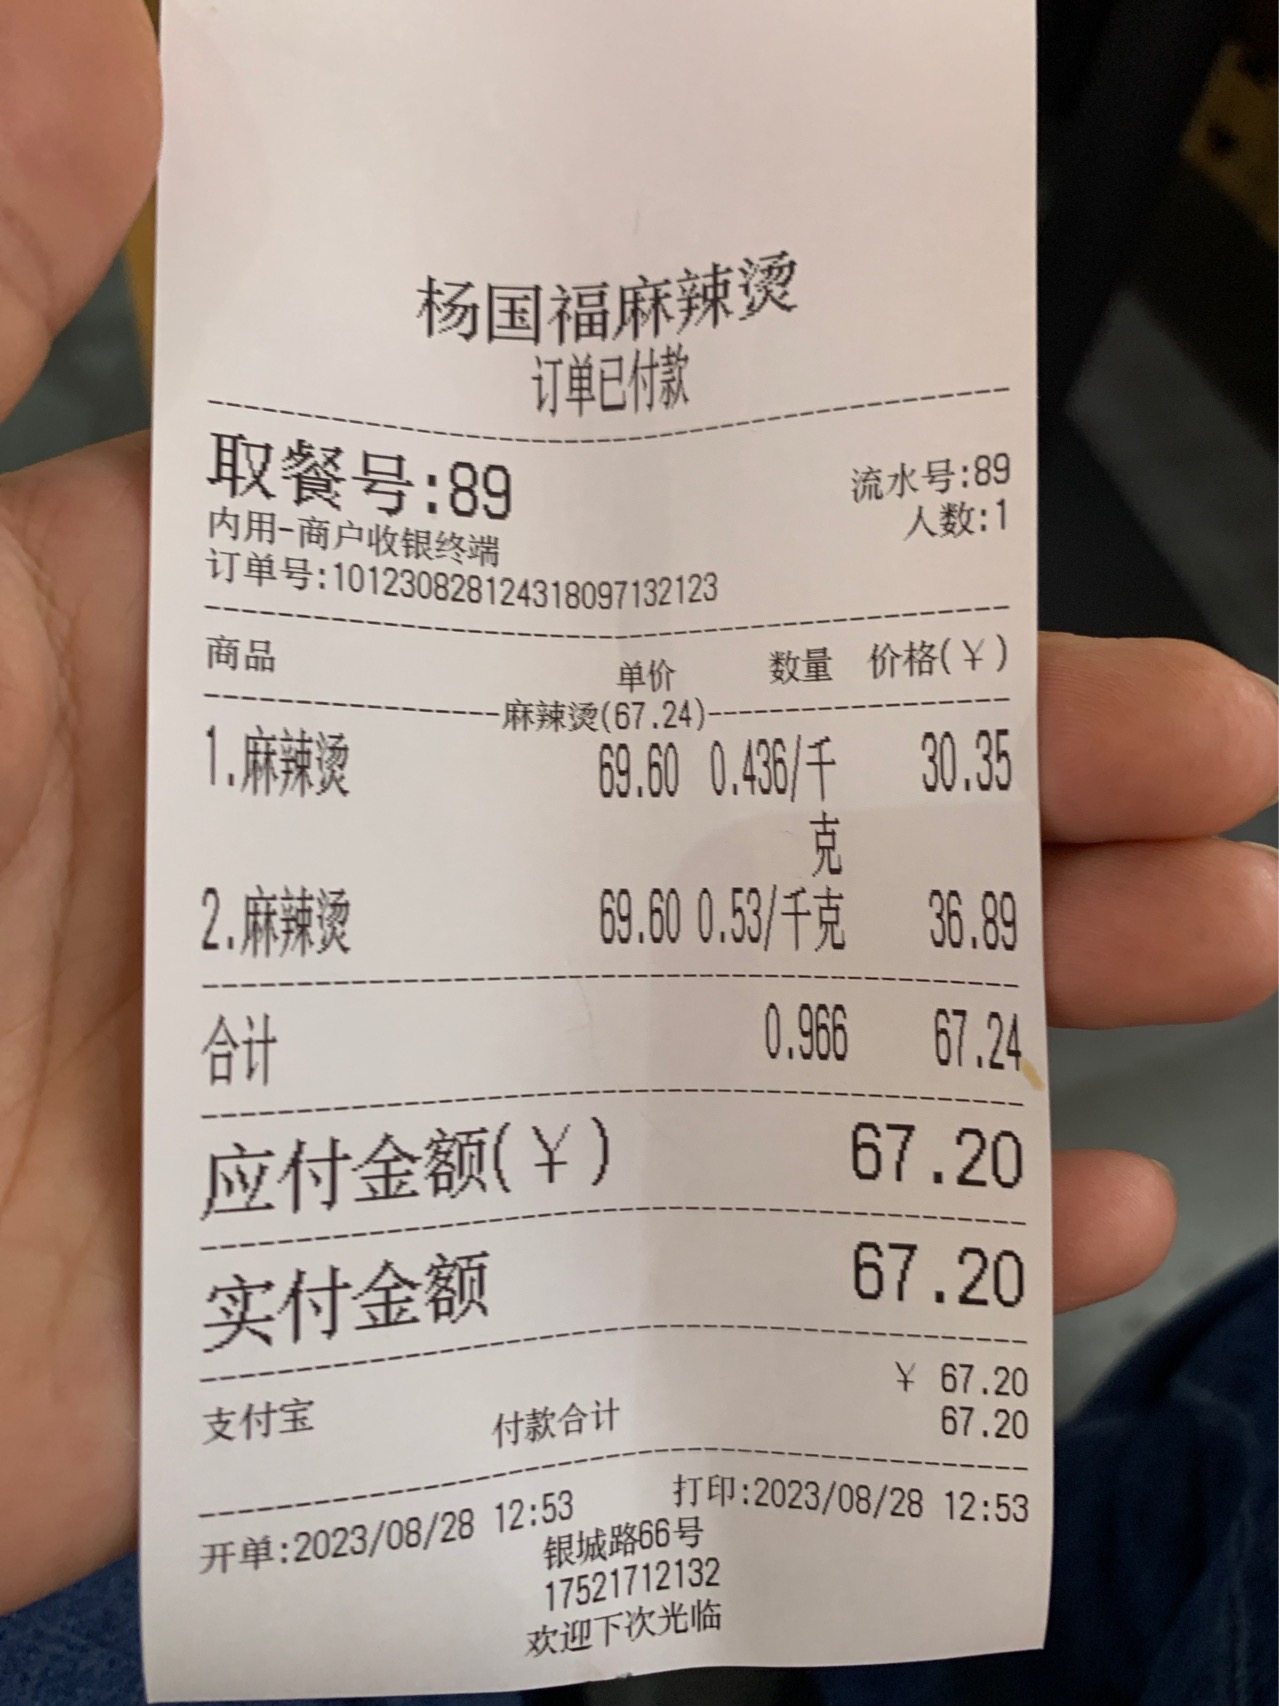 杨国福麻辣烫
订单已付款
取餐号:89 流水号:89
内用-商户收银终端 人数:1
订单号:101230828124318097132123
商品 单价 数量 价格(￥)
麻辣烫(67.24)
1.麻辣烫 69.60 0.436/千克 30.35
2.麻辣烫 69.60 0.53/千克 36.89
合计 0.966 67.24
应付金额(￥) 67.20
实付金额 67.20
支付宝 ￥ 67.20
付款合计 67.20
开单:2023/08/28 12:53 打印:2023/08/28 12:53
银城路66号
17521712132
欢迎下次光临